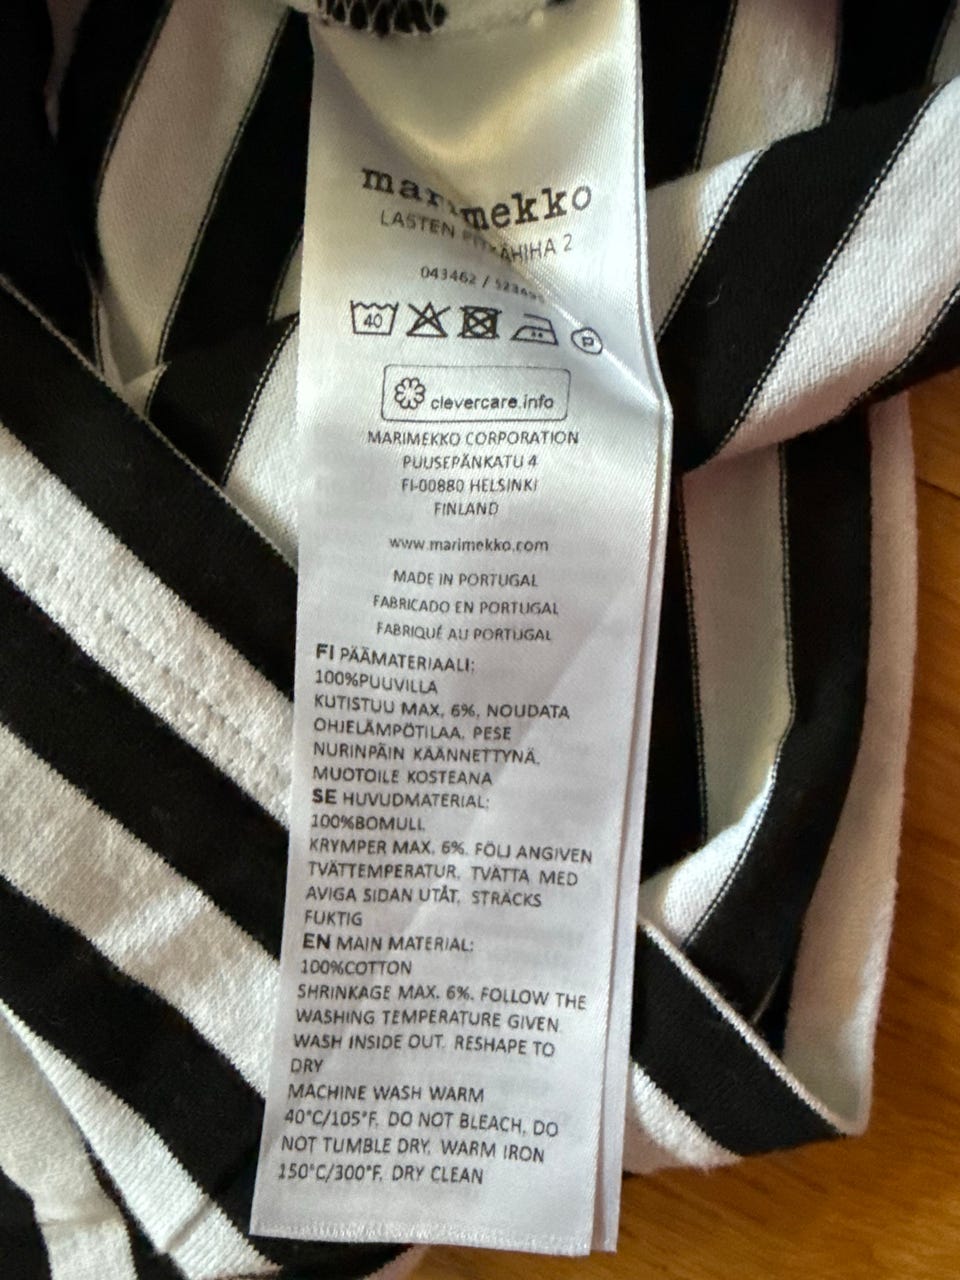 marimekko
LASTEN PITKÄHIHA 2
043462 /
40
P
clevercare.info
MARIMEKKO CORPORATION
PUUSEPÄNKATU 4
FI-00880 HELSINKI
FINLAND
www.marimekko.com
MADE IN PORTUGAL
FABRICADO EN PORTUGAL
FABRIQUÉ AU PORTUGAL
FI PÄÄMATERIAALI:
100%PUUVILLA
KUTISTUU MAX. 6%. NOUDATA
OHJELÄMPÖTILAA. PESE
NURINPÄIN KÄÄNNETTYNÄ.
MUOTOILE KOSTEANA
SE HUVUDMATERIAL:
100%BOMULL
KRYMPER MAX. 6%. FÖLJ ANGIVEN
TVÄTTEMPERATUR. TVÄTTA MED
AVIGA SIDAN UTÅT. STRÄCKS
FUKTIG
EN MAIN MATERIAL:
100%COTTON
SHRINKAGE MAX. 6%. FOLLOW THE
WASHING TEMPERATURE GIVEN.
WASH INSIDE OUT. RESHAPE TO
DRY
MACHINE WASH WARM
40°C/105°F. DO NOT BLEACH. DO
NOT TUMBLE DRY. WARM IRON
150°C/300°F. DRY CLEAN